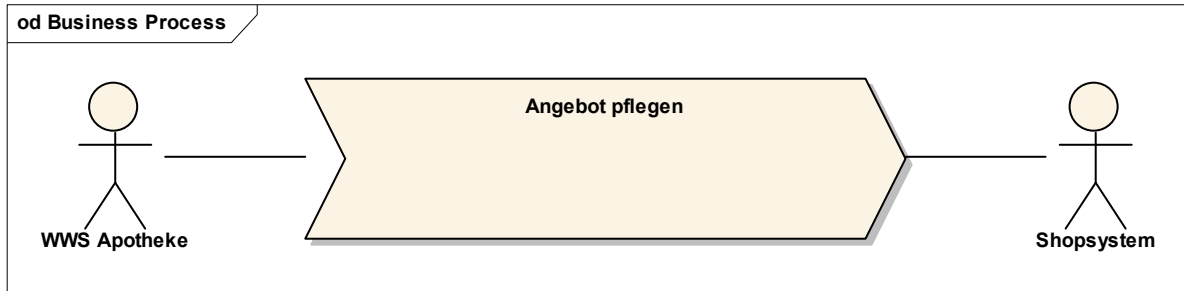 od Business Process
Angebot pflegen
WWS Apotheke
Shopsystem